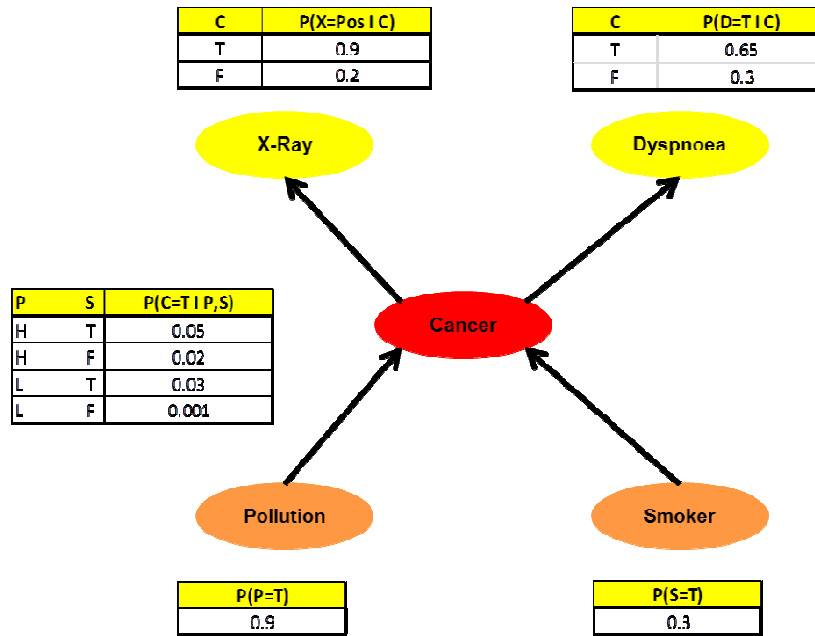 C P(X=Pos I C)
T 0.9
F 0.2
C P(D=T I C)
T 0.65
F 0.3
X-Ray
Dyspnoea
P S P(C=T I P,S)
H T 0.05
H F 0.02
L T 0.03
L F 0.001
Cancer
Pollution
Smoker
P(P=T)
0.9
P(S=T)
0.3